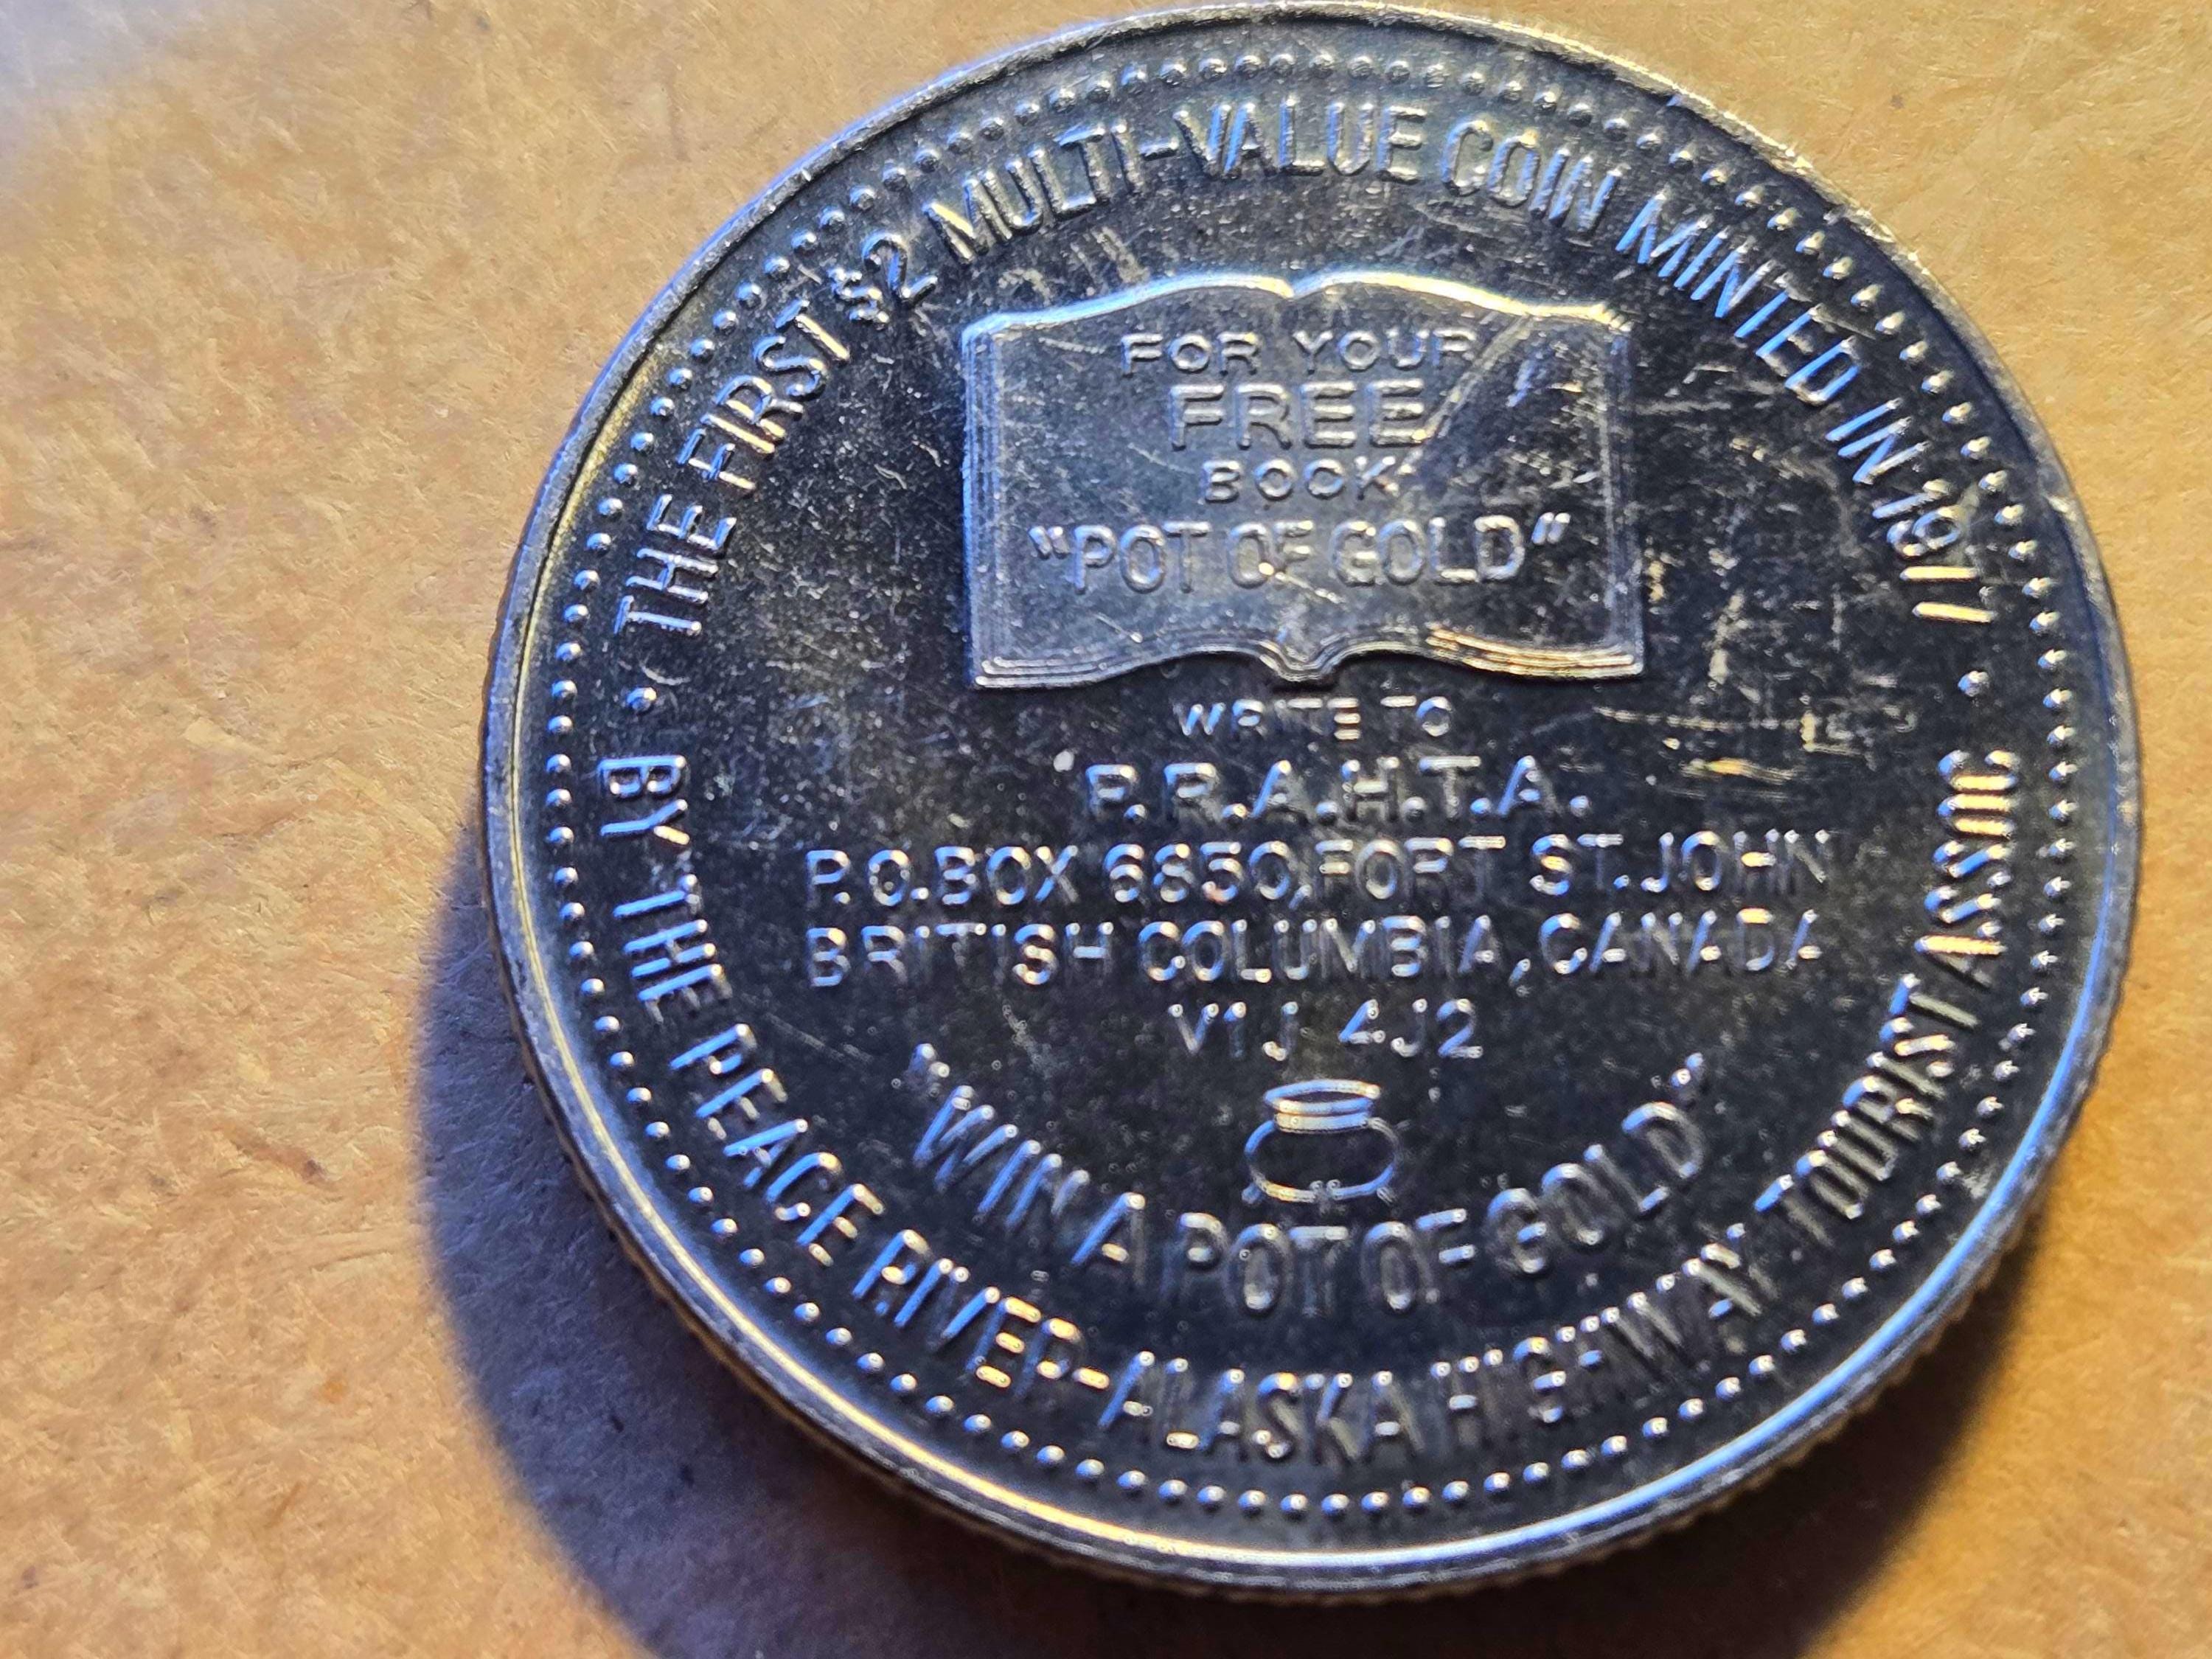 · THE FIRST $2 MULTI-VALUE COIN MINTED IN 1977 ·
FOR YOUR
FREE
BOOK
"POT OF GOLD"
WRITE TO
P.R.A.H.T.A.
P.O.BOX 6850,FORT ST.JOHN
BRITISH COLUMBIA,CANADA
V1J 4J2
"WIN A POT OF GOLD"
BY THE PEACE RIVER-ALASKA HIGHWAY TOURIST ASSNC